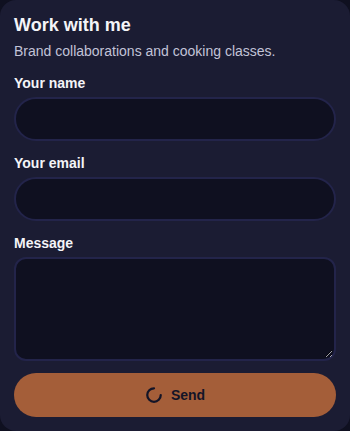 Work with me
Brand collaborations and cooking classes.
Your name
Your email
Message
Send